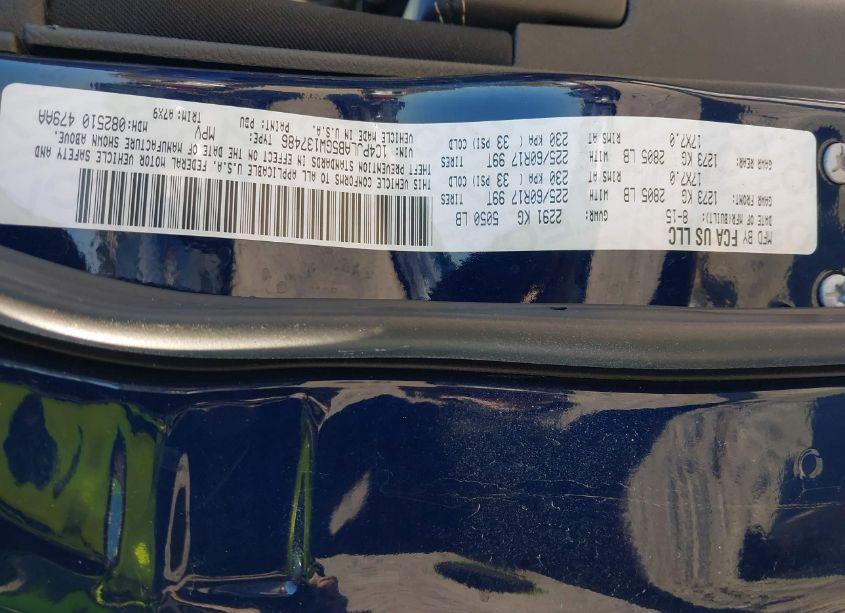 MFD BY FCA US LLC
DATE OF MFR(BUILT): 8-15 GVWR: 2291 KG 5050 LB
GAWR FRONT: WITH TIRES
1273 KG 2805 LB 225/60R17 99T
RIMS AT
17X7.0 230 KPA ( 33 PSI) COLD
GAWR REAR: WITH TIRES
1273 KG 2805 LB 225/60R17 99T
RIMS AT
17X7.0 230 KPA ( 33 PSI) COLD
THIS VEHICLE CONFORMS TO ALL APPLICABLE U.S.A. FEDERAL MOTOR VEHICLE SAFETY AND
THEFT PREVENTION STANDARDS IN EFFECT ON THE DATE OF MANUFACTURE SHOWN ABOVE.
VIN: 1C4PJLAB5GW137486 TYPE: MPV MDH: 082510 479AA
VEHICLE MADE IN U.S.A. PAINT: TRIM: A7X9